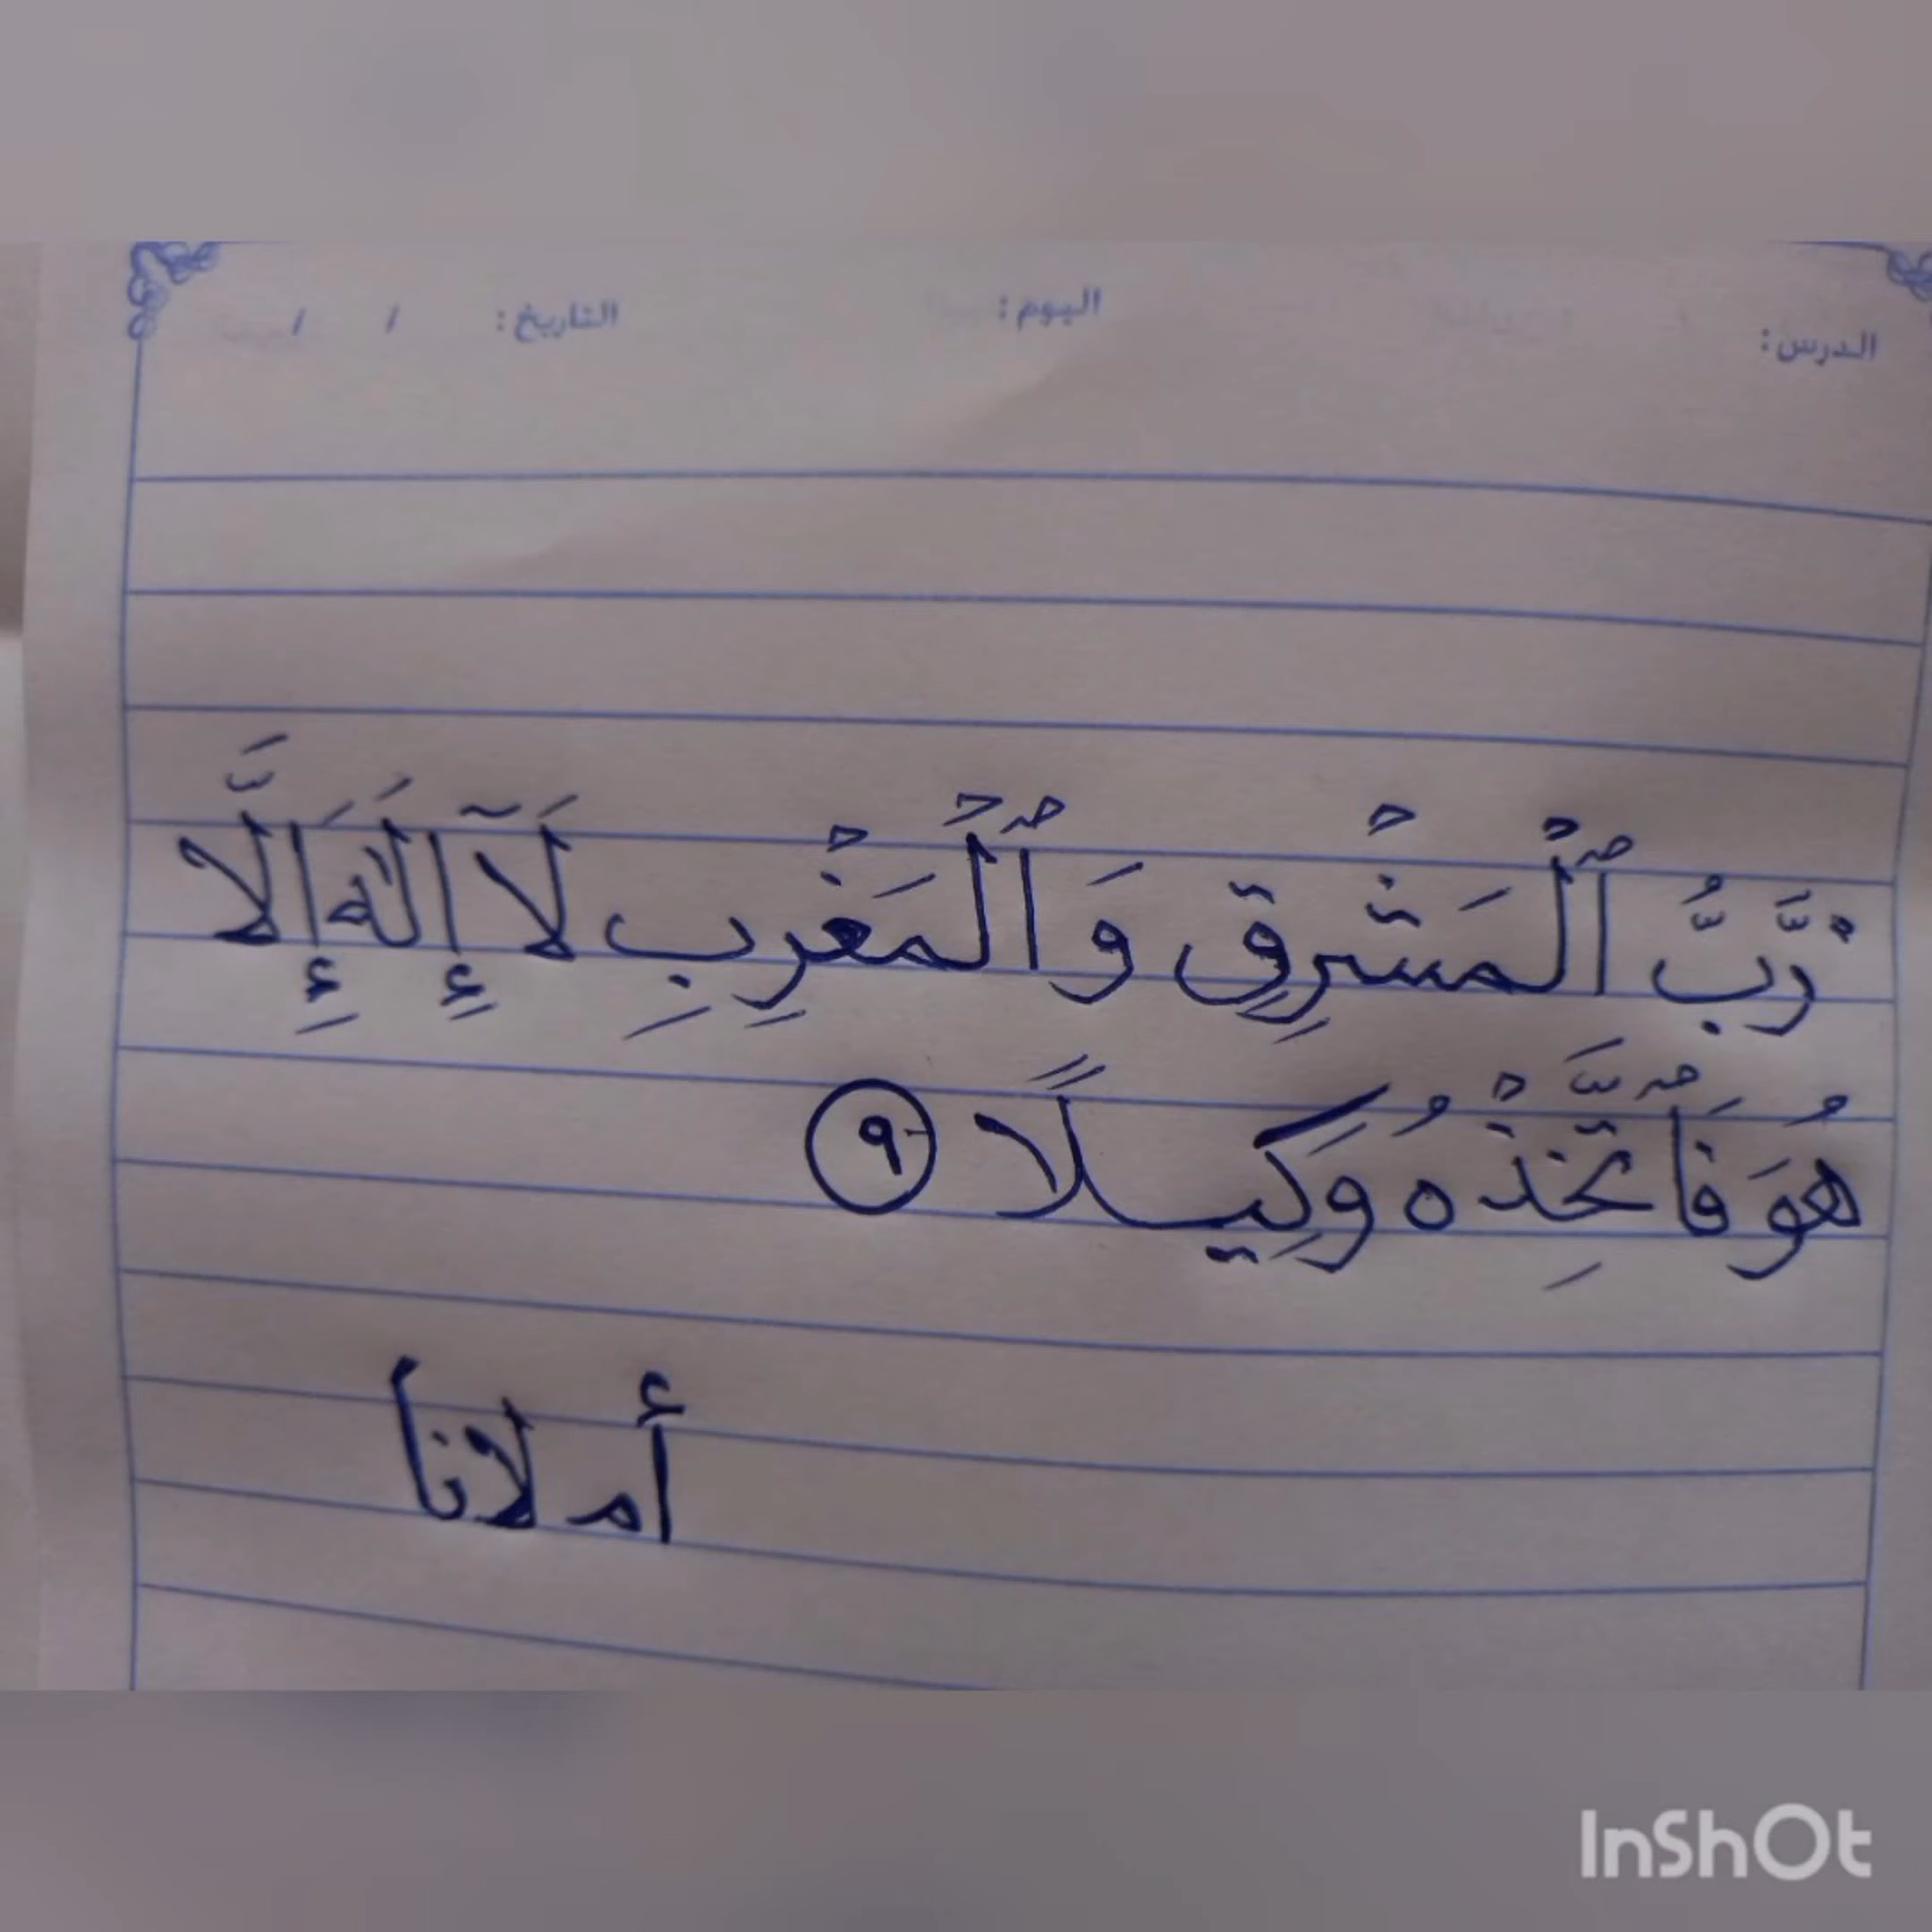 الدرس: اليوم: التاريخ: / /
رَّبُّ ٱلْمَشْرِقِ وَٱلْمَغْرِبِ لَآ إِلَٰهَ إِلَّا
هُوَ فَٱتَّخِذْهُ وَكِيلًا ٩
أملانا
InShOt